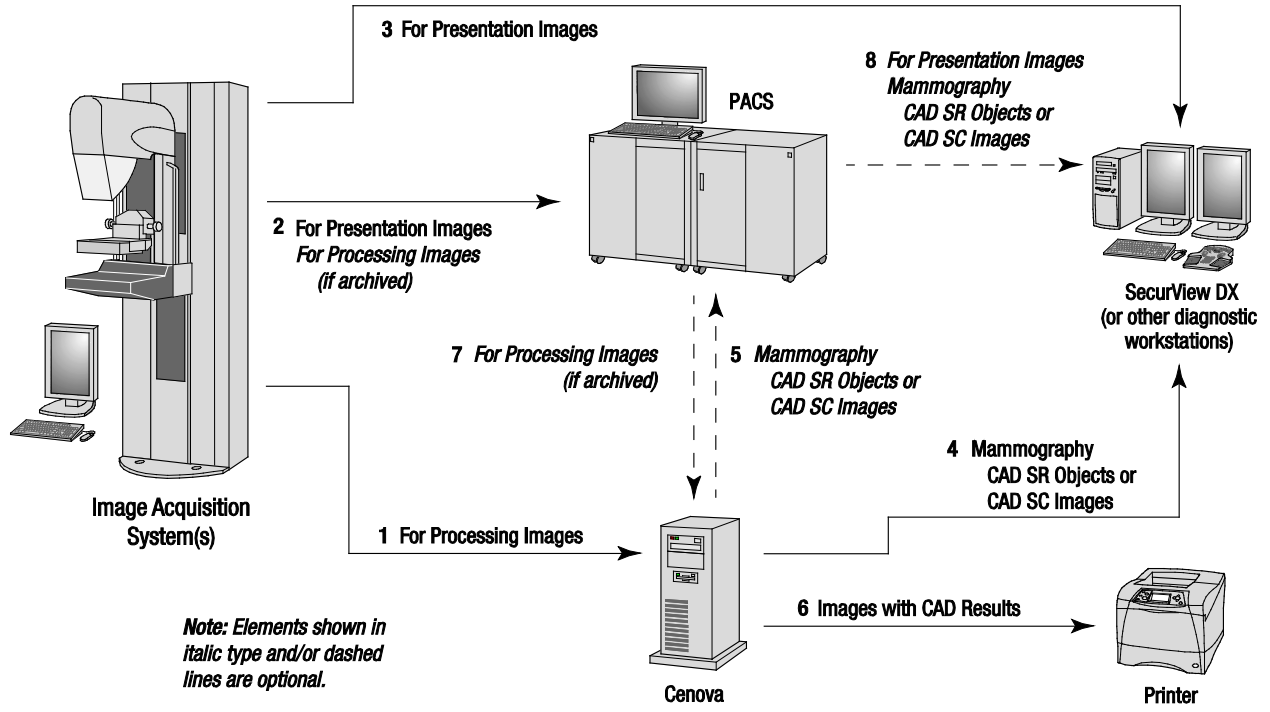 3 For Presentation Images
PACS
8 For Presentation Images
Mammography
CAD SR Objects or
CAD SC Images
2 For Presentation Images
For Processing Images
(if archived)
SecurView DX
(or other diagnostic
workstations)
7 For Processing Images
(if archived)
5 Mammography
CAD SR Objects or
CAD SC Images
4 Mammography
CAD SR Objects or
CAD SC Images
Image Acquisition
System(s)
1 For Processing Images
6 Images with CAD Results
Note: Elements shown in
italic type and/or dashed
lines are optional.
Cenova
Printer